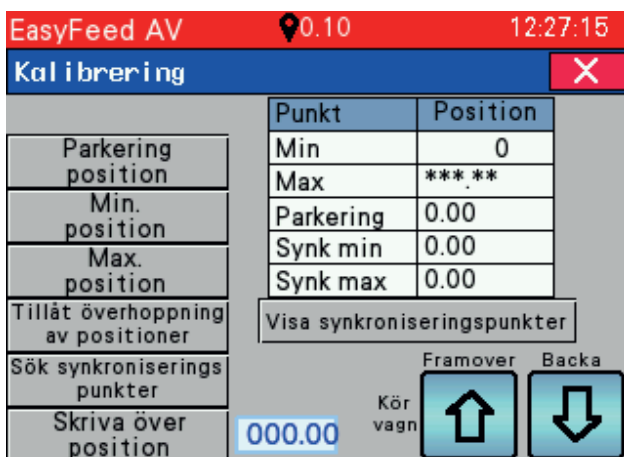 EasyFeed AV 0.10 12:27:15
Kalibrering X
Punkt Position
Min 0
Max ***.**
Parkering 0.00
Synk min 0.00
Synk max 0.00
Parkering
position
Min.
position
Max.
position
Tillåt överhoppning
av positioner
Sök synkroniserings
punkter
Skriva över
position
Visa synkroniseringspunkter
000.00
Kör
vagn
Framover Backa